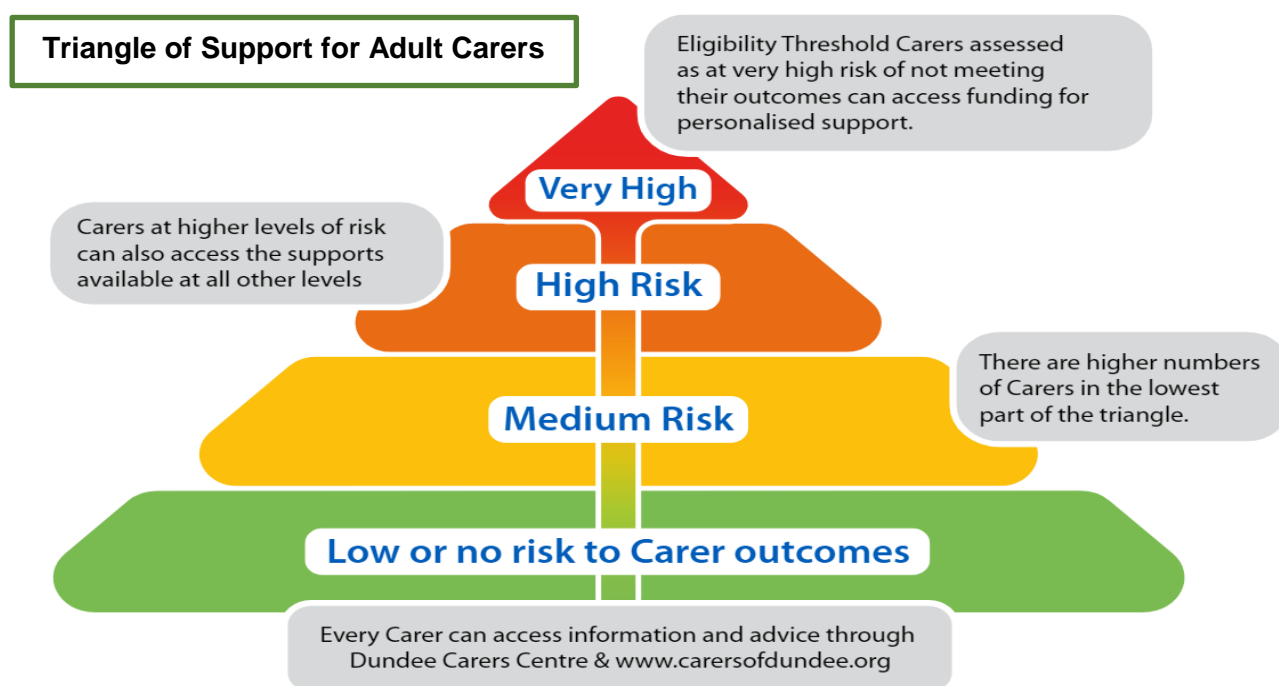 Triangle of Support for Adult Carers
Eligibility Threshold Carers assessed
as at very high risk of not meeting
their outcomes can access funding for
personalised support.
Very High
Carers at higher levels of risk
can also access the supports
available at all other levels
High Risk
There are higher numbers
of Carers in the lowest
part of the triangle.
Medium Risk
Low or no risk to Carer outcomes
Every Carer can access information and advice through
Dundee Carers Centre & www.carersofdundee.org